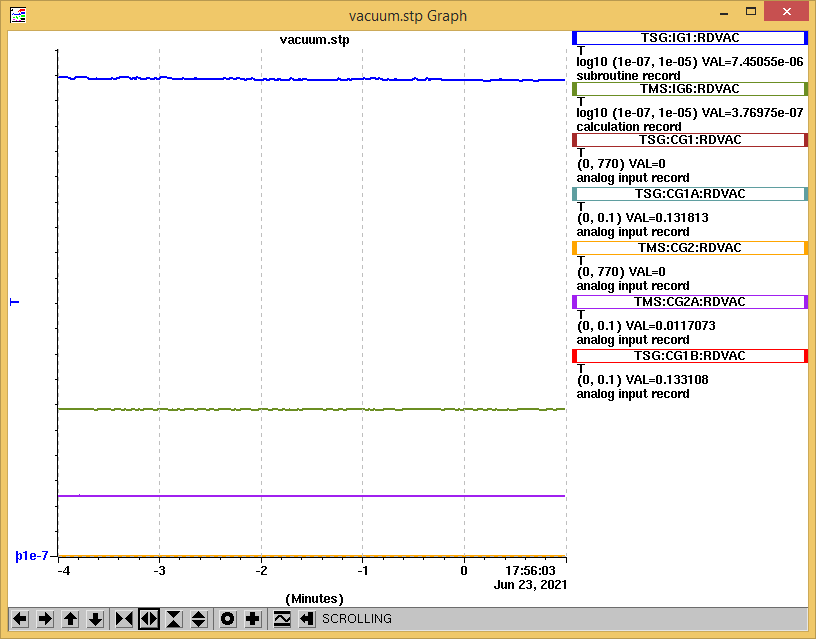 vacuum.stp Graph
vacuum.stp
T
þ1e-7
-4 -3 -2 -1 0
17:56:03
Jun 23, 2021
(Minutes)
TSG:IG1:RDVAC
T
log10 (1e-07, 1e-05) VAL=7.45055e-06
subroutine record
TMS:IG6:RDVAC
T
log10 (1e-07, 1e-05) VAL=3.76975e-07
calculation record
TSG:CG1:RDVAC
T
(0, 770) VAL=0
analog input record
TSG:CG1A:RDVAC
T
(0, 0.1) VAL=0.131813
analog input record
TMS:CG2:RDVAC
T
(0, 770) VAL=0
analog input record
TMS:CG2A:RDVAC
T
(0, 0.1) VAL=0.0117073
analog input record
TSG:CG1B:RDVAC
T
(0, 0.1) VAL=0.133108
analog input record
SCROLLING